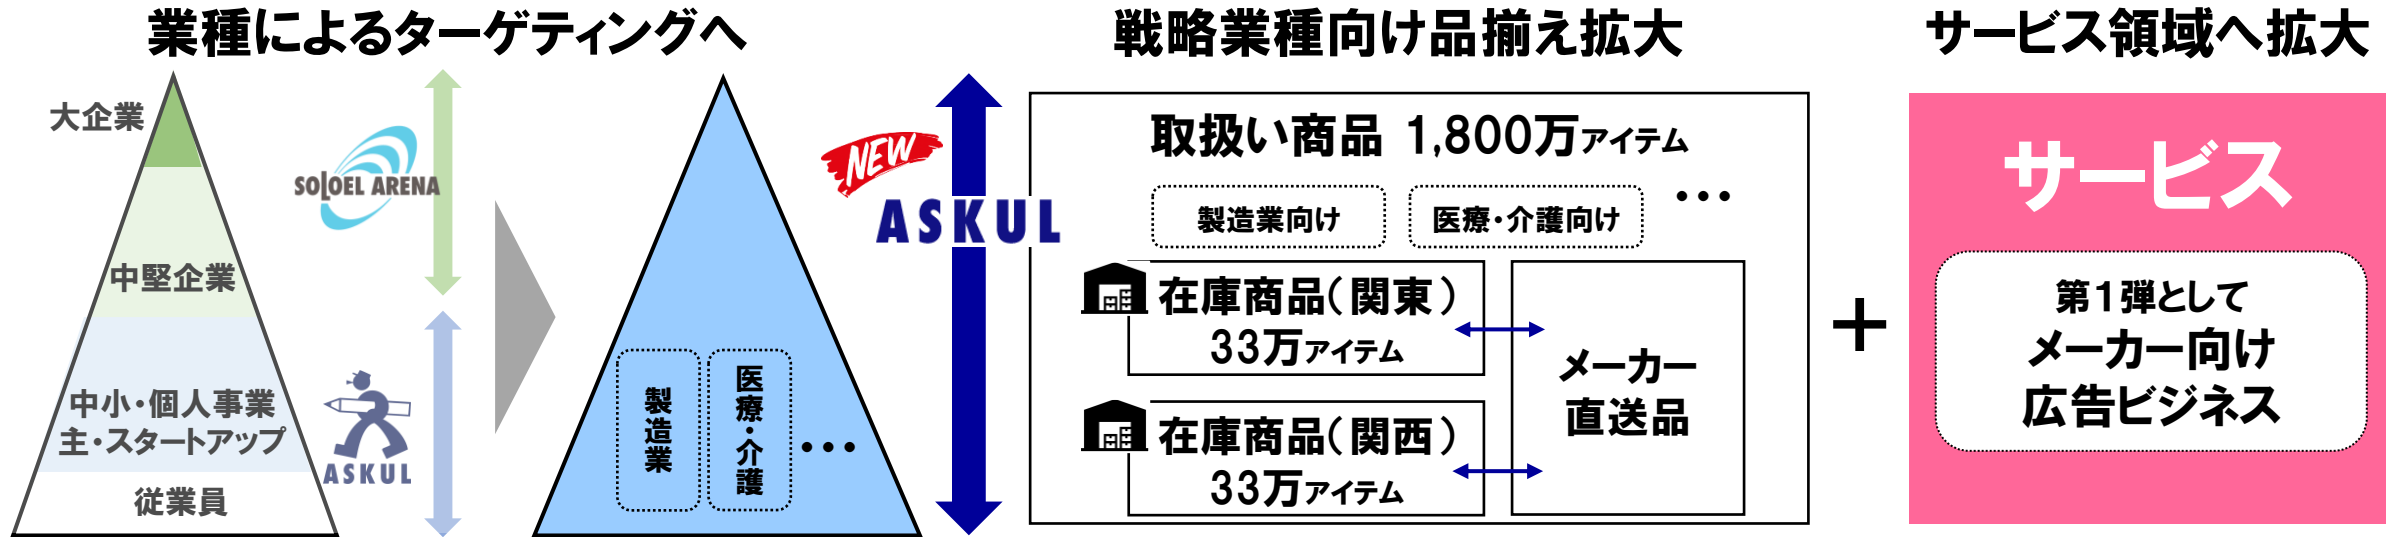 業種によるターゲティングへ
大企業
SOLOEL ARENA
中堅企業
中小・個人事業
主・スタートアップ
ASKUL
従業員
製造業
医療・介護
・・・
NEW
ASKUL
戦略業種向け品揃え拡大
取扱い商品 1,800万アイテム
製造業向け
医療・介護向け
・・・
在庫商品(関東)
33万アイテム
在庫商品(関西)
33万アイテム
メーカー
直送品
+
サービス領域へ拡大
サービス
第1弾として
メーカー向け
広告ビジネス